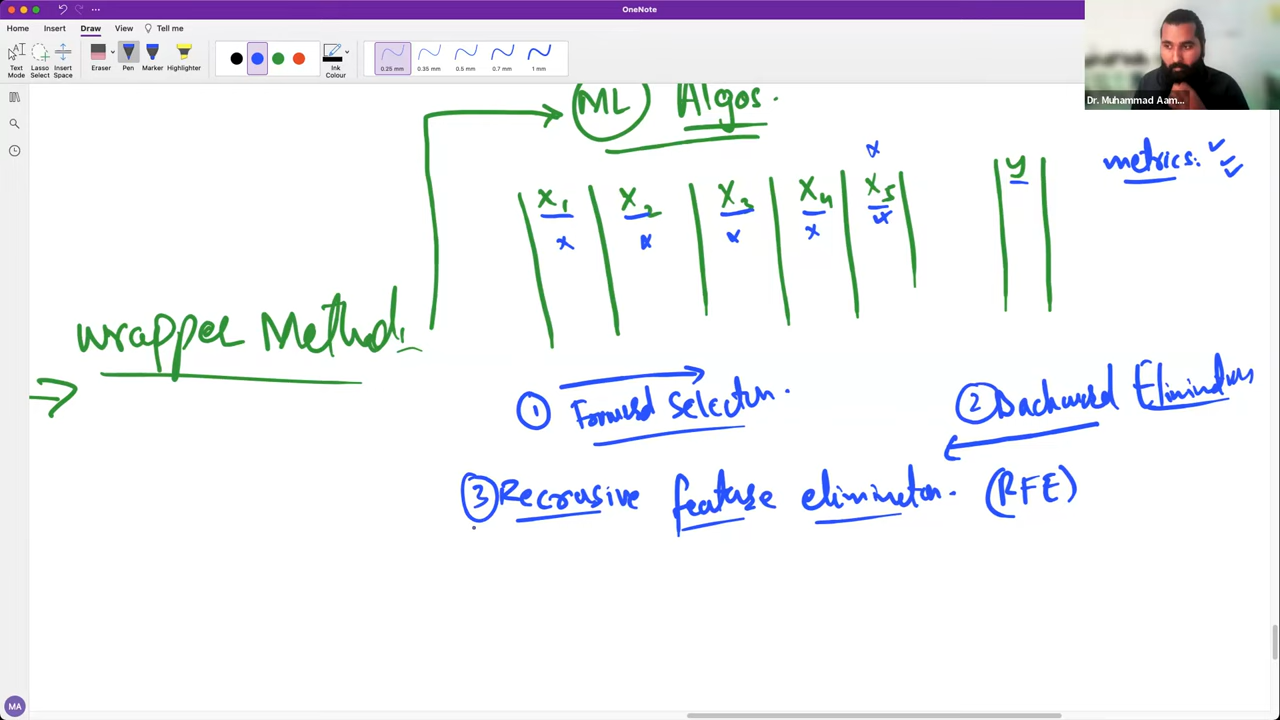 OneNote
Home Insert Draw View Tell me
Text Mode
Lasso Select
Insert Space
Eraser
Pen
Marker
Highlighter
0.25 mm 0.35 mm 0.5 mm 0.7 mm 1 mm
Ink Colour
Dr. Muhammad Aam...
ML Algos.
x
X1 X2 X3 X4 X5 y metrics:
x x x x x
Wrapper Method:
① Forward Selection.
② Backward Elimination
③ Recrusive feature elimination. (RFE)
MA